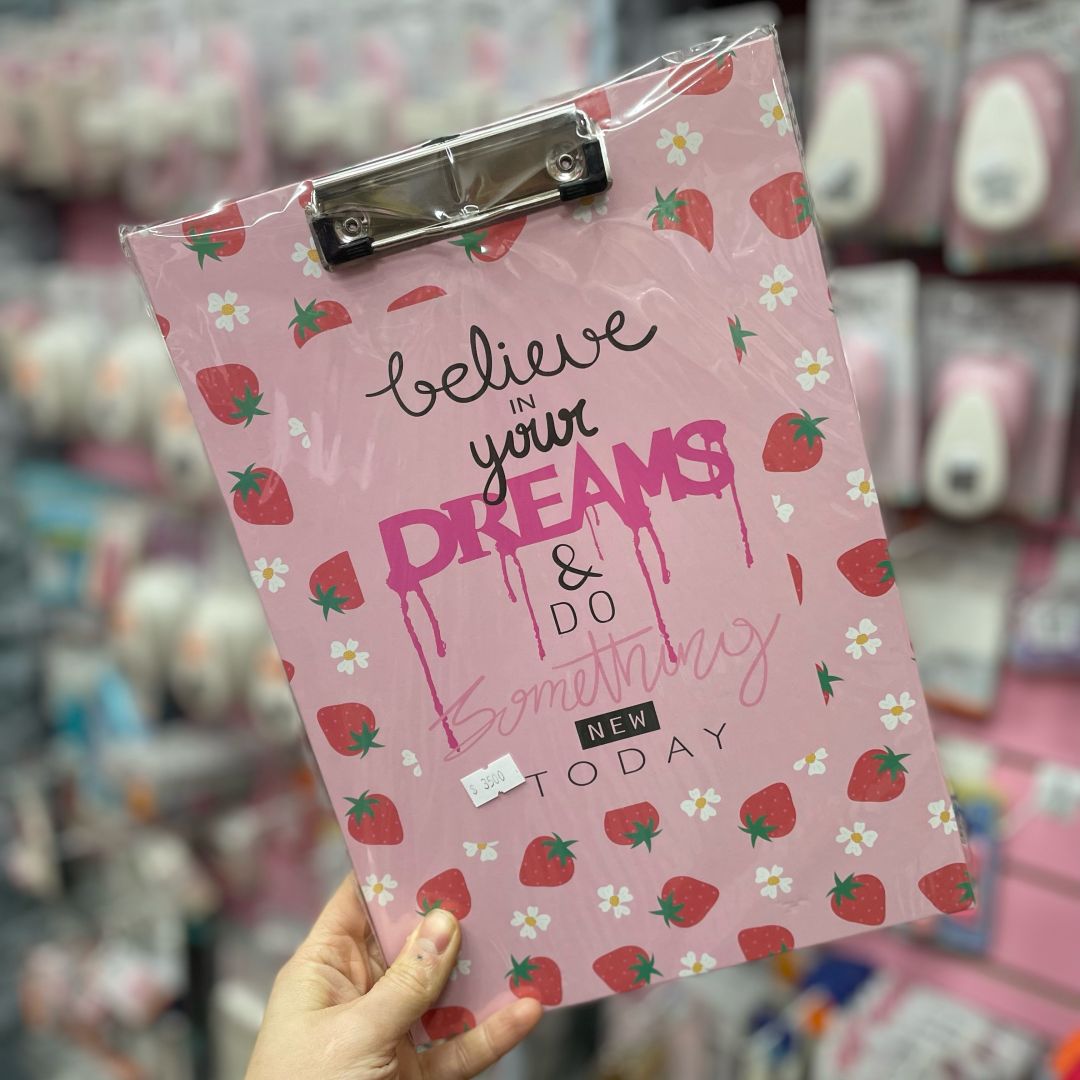 believe
IN
your
DREAMS
&
DO
Something
NEW
TODAY
$ 3500